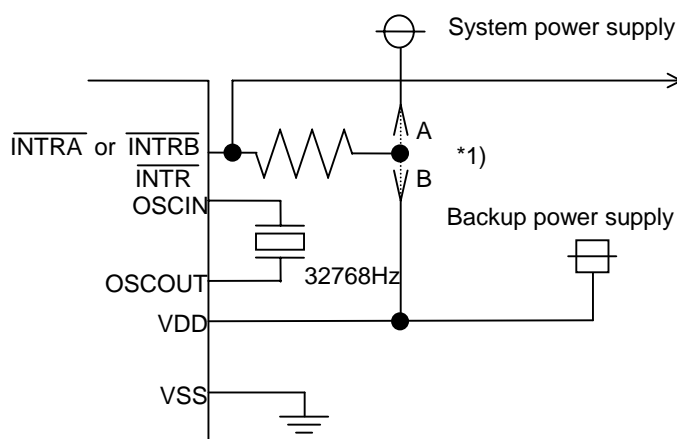 System power supply
A
INTRA or INTRB
*1)
INTR
B
OSCIN
Backup power supply
32768Hz
OSCOUT
VDD
VSS